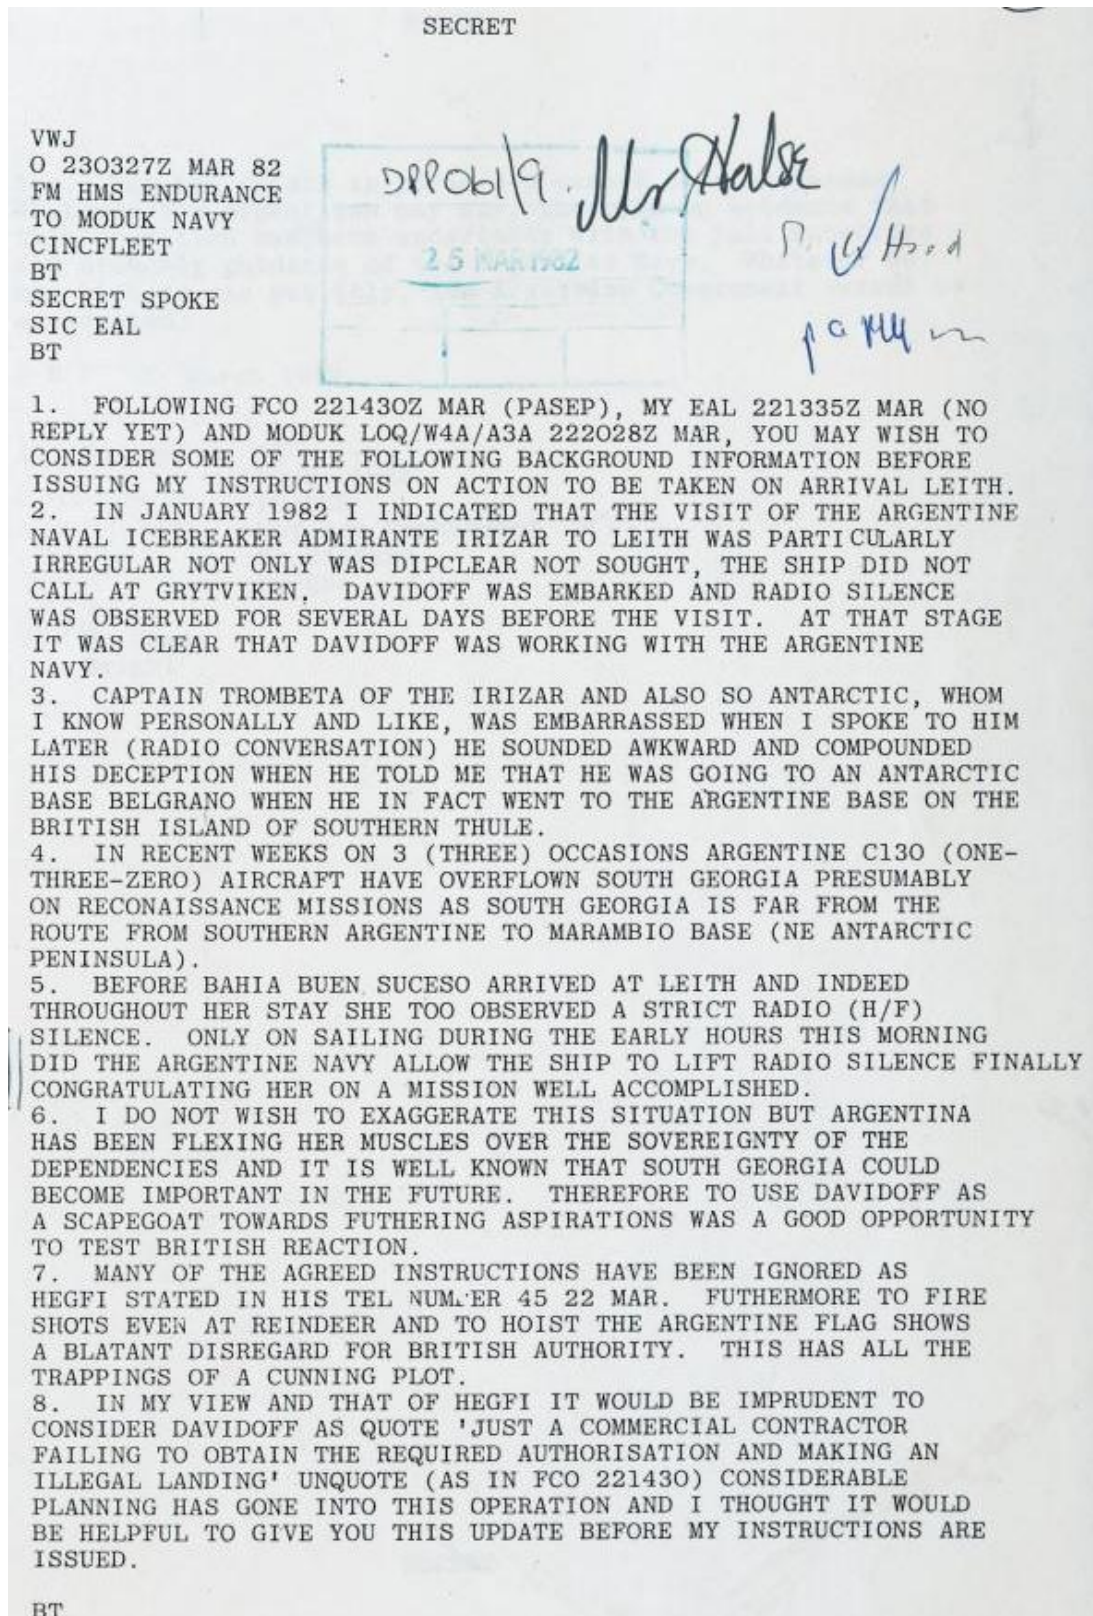 SECRET
VWJ
O 230327Z MAR 82
FM HMS ENDURANCE
TO MODUK NAVY
CINCFLEET
BT
SECRET SPOKE
SIC EAL
BT
DPP061/9. Mr Halse
25 MAR 1982
Hood
1. FOLLOWING FCO 221430Z MAR (PASEP), MY EAL 221335Z MAR (NO
REPLY YET) AND MODUK LOQ/W4A/A3A 222028Z MAR, YOU MAY WISH TO
CONSIDER SOME OF THE FOLLOWING BACKGROUND INFORMATION BEFORE
ISSUING MY INSTRUCTIONS ON ACTION TO BE TAKEN ON ARRIVAL LEITH.
2. IN JANUARY 1982 I INDICATED THAT THE VISIT OF THE ARGENTINE
NAVAL ICEBREAKER ADMIRANTE IRIZAR TO LEITH WAS PARTICULARLY
IRREGULAR NOT ONLY WAS DIPCLEAR NOT SOUGHT, THE SHIP DID NOT
CALL AT GRYTVIKEN. DAVIDOFF WAS EMBARKED AND RADIO SILENCE
WAS OBSERVED FOR SEVERAL DAYS BEFORE THE VISIT. AT THAT STAGE
IT WAS CLEAR THAT DAVIDOFF WAS WORKING WITH THE ARGENTINE
NAVY.
3. CAPTAIN TROMBETA OF THE IRIZAR AND ALSO SO ANTARCTIC, WHOM
I KNOW PERSONALLY AND LIKE, WAS EMBARRASSED WHEN I SPOKE TO HIM
LATER (RADIO CONVERSATION) HE SOUNDED AWKWARD AND COMPOUNDED
HIS DECEPTION WHEN HE TOLD ME THAT HE WAS GOING TO AN ANTARCTIC
BASE BELGRANO WHEN HE IN FACT WENT TO THE ARGENTINE BASE ON THE
BRITISH ISLAND OF SOUTHERN THULE.
4. IN RECENT WEEKS ON 3 (THREE) OCCASIONS ARGENTINE C130 (ONE-
THREE-ZERO) AIRCRAFT HAVE OVERFLOWN SOUTH GEORGIA PRESUMABLY
ON RECONAISSANCE MISSIONS AS SOUTH GEORGIA IS FAR FROM THE
ROUTE FROM SOUTHERN ARGENTINE TO MARAMBIO BASE (NE ANTARCTIC
PENINSULA).
5. BEFORE BAHIA BUEN SUCESO ARRIVED AT LEITH AND INDEED
THROUGHOUT HER STAY SHE TOO OBSERVED A STRICT RADIO (H/F)
SILENCE. ONLY ON SAILING DURING THE EARLY HOURS THIS MORNING
DID THE ARGENTINE NAVY ALLOW THE SHIP TO LIFT RADIO SILENCE FINALLY
CONGRATULATING HER ON A MISSION WELL ACCOMPLISHED.
6. I DO NOT WISH TO EXAGGERATE THIS SITUATION BUT ARGENTINA
HAS BEEN FLEXING HER MUSCLES OVER THE SOVEREIGNTY OF THE
DEPENDENCIES AND IT IS WELL KNOWN THAT SOUTH GEORGIA COULD
BECOME IMPORTANT IN THE FUTURE. THEREFORE TO USE DAVIDOFF AS
A SCAPEGOAT TOWARDS FUTHERING ASPIRATIONS WAS A GOOD OPPORTUNITY
TO TEST BRITISH REACTION.
7. MANY OF THE AGREED INSTRUCTIONS HAVE BEEN IGNORED AS
HEGFI STATED IN HIS TEL NUMBER 45 22 MAR. FUTHERMORE TO FIRE
SHOTS EVEN AT REINDEER AND TO HOIST THE ARGENTINE FLAG SHOWS
A BLATANT DISREGARD FOR BRITISH AUTHORITY. THIS HAS ALL THE
TRAPPINGS OF A CUNNING PLOT.
8. IN MY VIEW AND THAT OF HEGFI IT WOULD BE IMPRUDENT TO
CONSIDER DAVIDOFF AS QUOTE 'JUST A COMMERCIAL CONTRACTOR
FAILING TO OBTAIN THE REQUIRED AUTHORISATION AND MAKING AN
ILLEGAL LANDING' UNQUOTE (AS IN FCO 221430) CONSIDERABLE
PLANNING HAS GONE INTO THIS OPERATION AND I THOUGHT IT WOULD
BE HELPFUL TO GIVE YOU THIS UPDATE BEFORE MY INSTRUCTIONS ARE
ISSUED.
BT